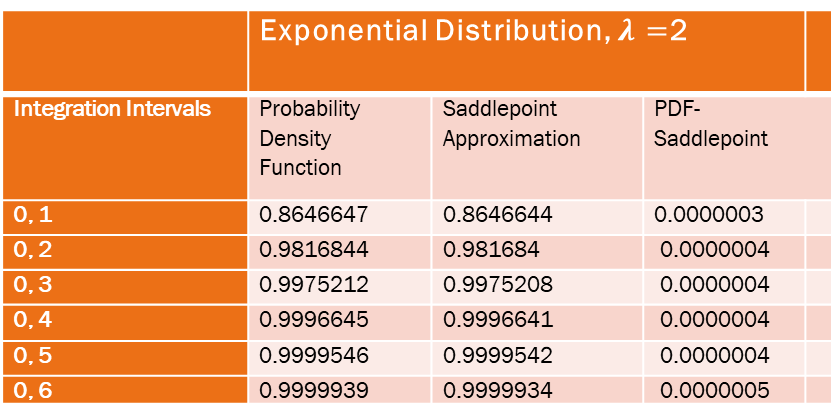 Exponential Distribution, λ =2
Integration Intervals Probability Density Function Saddlepoint Approximation PDF-Saddlepoint
0, 1 0.8646647 0.8646644 0.0000003
0, 2 0.9816844 0.981684 0.0000004
0, 3 0.9975212 0.9975208 0.0000004
0, 4 0.9996645 0.9996641 0.0000004
0, 5 0.9999546 0.9999542 0.0000004
0, 6 0.9999939 0.9999934 0.0000005